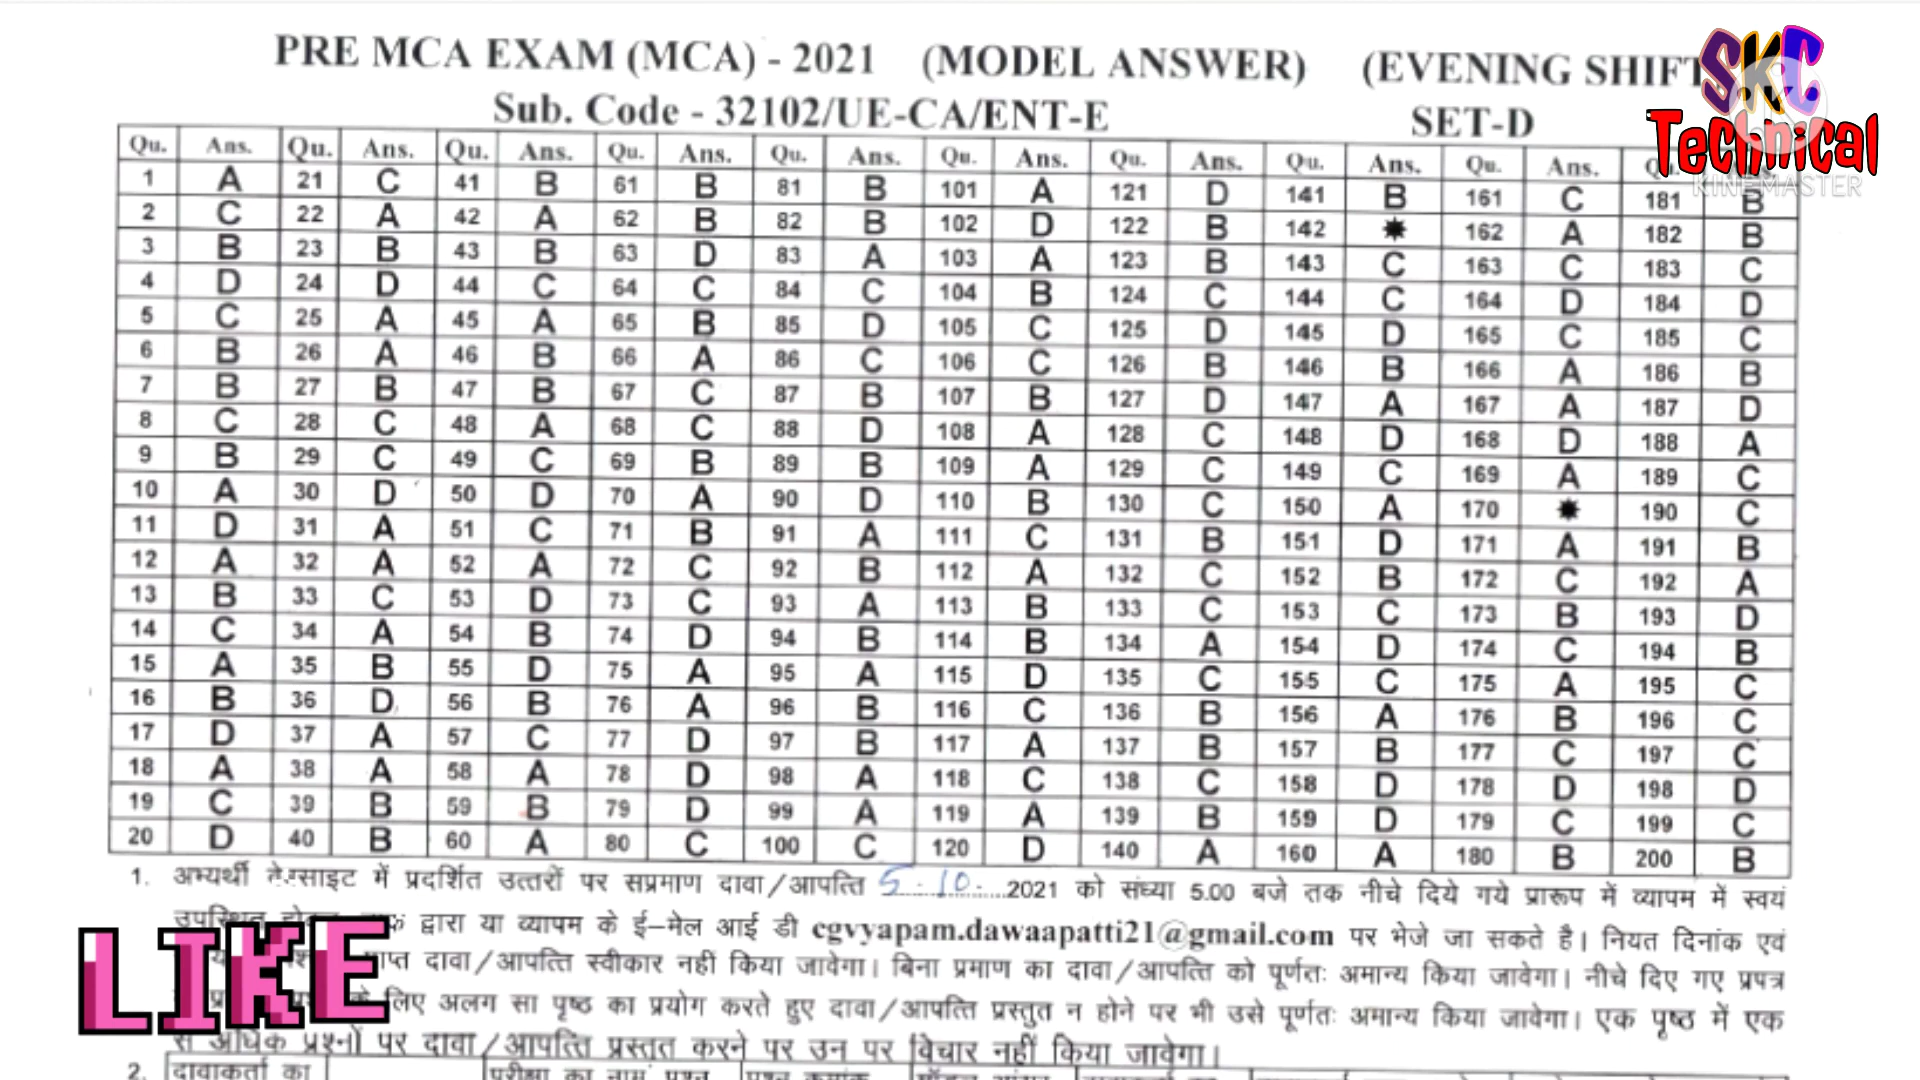 PRE MCA EXAM (MCA) - 2021 (MODEL ANSWER) (EVENING SHIFT
SKC
Sub. Code - 32102/UE-CA/ENT-E SET-D
Technical
KINEMASTER
Qu. Ans. Qu. Ans. Qu. Ans. Qu. Ans. Qu. Ans. Qu. Ans. Qu. Ans. Qu. Ans. Qu. Ans.
1 A 21 C 41 B 61 B 81 B 101 A 121 D 141 B 161 C 181 B
2 C 22 A 42 A 62 B 82 B 102 D 122 B 142 * 162 A 182 B
3 B 23 B 43 B 63 D 83 A 103 A 123 B 143 C 163 C 183 C
4 D 24 D 44 C 64 C 84 C 104 B 124 C 144 C 164 D 184 D
5 C 25 A 45 A 65 B 85 D 105 C 125 D 145 D 165 C 185 C
6 B 26 A 46 B 66 A 86 C 106 C 126 B 146 B 166 A 186 B
7 B 27 B 47 B 67 C 87 B 107 B 127 D 147 A 167 A 187 D
8 C 28 C 48 A 68 C 88 D 108 A 128 C 148 D 168 D 188 A
9 B 29 C 49 C 69 B 89 B 109 A 129 C 149 C 169 A 189 C
10 A 30 D 50 D 70 A 90 D 110 B 130 C 150 A 170 * 190 C
11 D 31 A 51 C 71 B 91 A 111 C 131 B 151 D 171 A 191 B
12 A 32 A 52 A 72 C 92 B 112 A 132 C 152 B 172 C 192 A
13 B 33 C 53 D 73 C 93 A 113 B 133 C 153 C 173 B 193 D
14 C 34 A 54 B 74 D 94 B 114 B 134 A 154 D 174 C 194 B
15 A 35 B 55 D 75 A 95 A 115 D 135 C 155 C 175 A 195 C
16 B 36 D 56 B 76 A 96 B 116 C 136 B 156 A 176 B 196 C
17 D 37 A 57 C 77 D 97 B 117 A 137 B 157 B 177 C 197 C
18 A 38 A 58 A 78 D 98 A 118 C 138 C 158 D 178 D 198 D
19 C 39 B 59 B 79 D 99 A 119 A 139 B 159 D 179 C 199 C
20 D 40 B 60 A 80 C 100 C 120 D 140 A 160 A 180 B 200 B
1. अभ्यर्थी में प्रदर्शित उत्तरों पर सप्रमाण दावा/आपत्ति 5.10.2021 को संध्या 5.00 बजे तक नीचे दिये गये प्रारूप में व्यापम में स्वयं
द्वारा या व्यापम के ई–मेल आई डी cgvyapam.dawaapatti21@gmail.com पर भेजे जा सकते है। नियत दिनांक एवं
दावा/आपत्ति स्वीकार नहीं किया जावेगा। बिना प्रमाण का दावा/आपत्ति को पूर्णतः अमान्य किया जावेगा। नीचे दिए गए प्रपत्र
लिए अलग सा पृष्ठ का प्रयोग करते हुए दावा/आपत्ति प्रस्तुत न होने पर भी उसे पूर्णतः अमान्य किया जावेगा। एक पृष्ठ में एक
LIKE
से अधिक प्रश्नों पर दावा/आपत्ति प्रस्तुत करने पर उन पर विचार नहीं किया जावेगा।
2. दावाकर्ता का